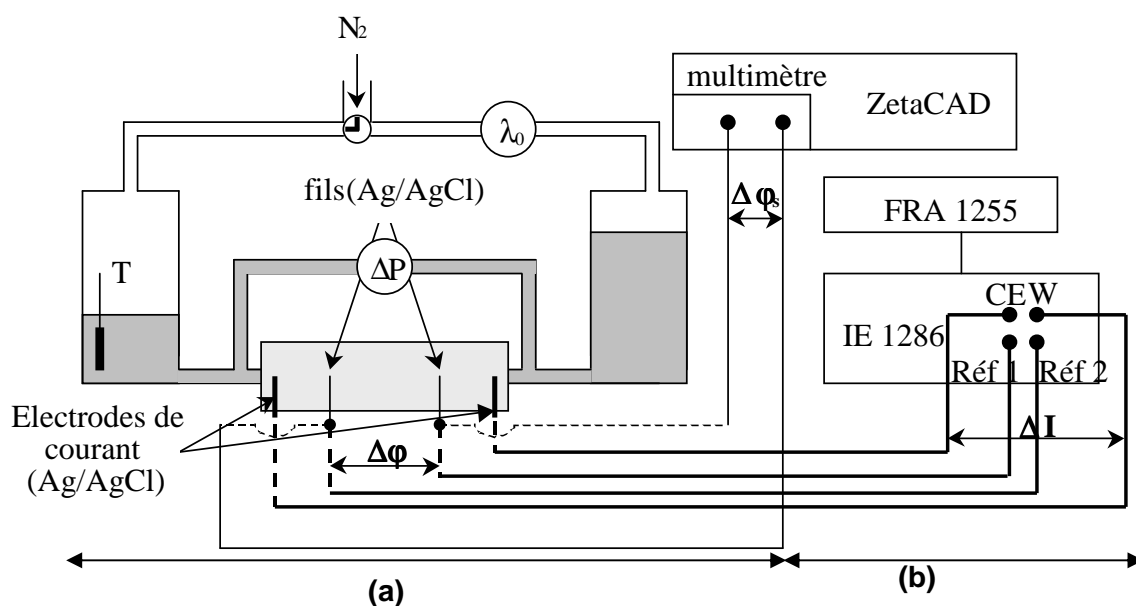 N₂
multimètre
ZetaCAD
λ₀
fils(Ag/AgCl)
Δφₛ
FRA 1255
T
ΔP
CE W
IE 1286
Réf 1 Réf 2
Electrodes de
courant
(Ag/AgCl)
Δφ
ΔI
(a)
(b)